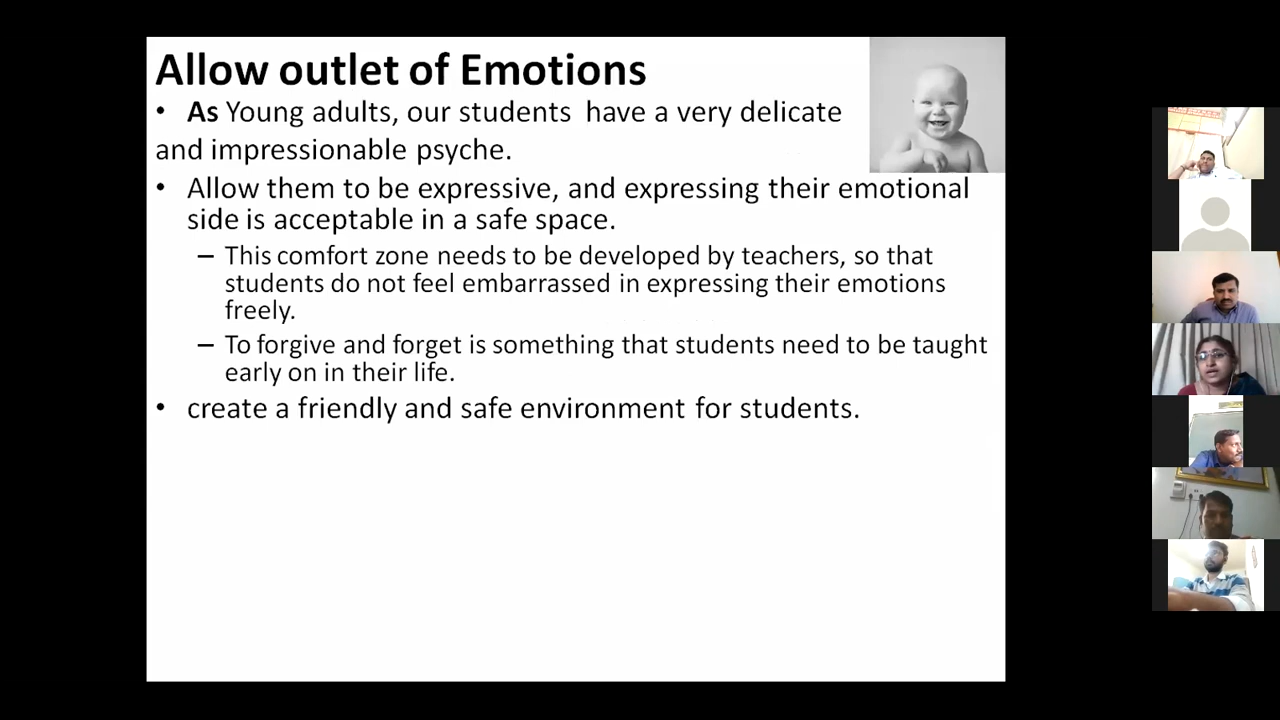 Allow outlet of Emotions
• As Young adults, our students have a very delicate
and impressionable psyche.
• Allow them to be expressive, and expressing their emotional
side is acceptable in a safe space.
– This comfort zone needs to be developed by teachers, so that
students do not feel embarrassed in expressing their emotions
freely.
– To forgive and forget is something that students need to be taught
early on in their life.
• create a friendly and safe environment for students.